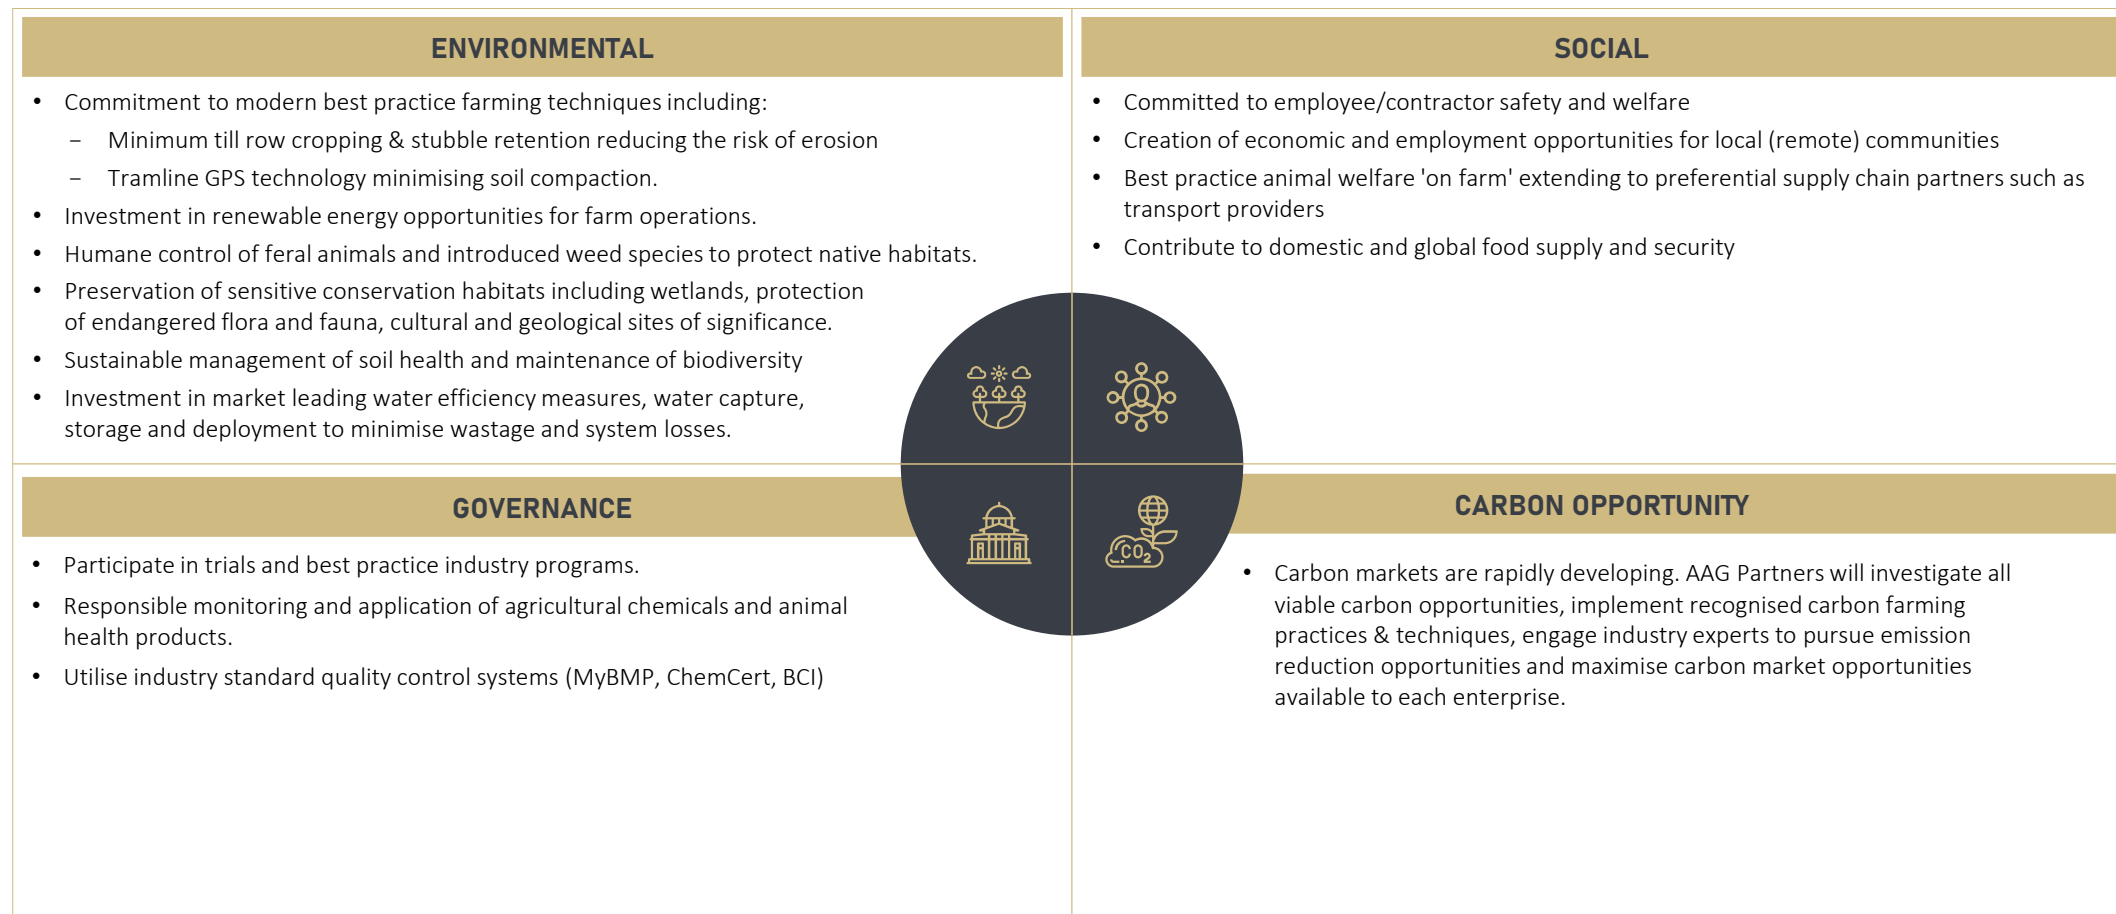 ENVIRONMENTAL
• Commitment to modern best practice farming techniques including:
– Minimum till row cropping & stubble retention reducing the risk of erosion
– Tramline GPS technology minimising soil compaction.
• Investment in renewable energy opportunities for farm operations.
• Humane control of feral animals and introduced weed species to protect native habitats.
• Preservation of sensitive conservation habitats including wetlands, protection
of endangered flora and fauna, cultural and geological sites of significance.
• Sustainable management of soil health and maintenance of biodiversity
• Investment in market leading water efficiency measures, water capture,
storage and deployment to minimise wastage and system losses.
SOCIAL
• Committed to employee/contractor safety and welfare
• Creation of economic and employment opportunities for local (remote) communities
• Best practice animal welfare 'on farm' extending to preferential supply chain partners such as
transport providers
• Contribute to domestic and global food supply and security
GOVERNANCE
• Participate in trials and best practice industry programs.
• Responsible monitoring and application of agricultural chemicals and animal
health products.
• Utilise industry standard quality control systems (MyBMP, ChemCert, BCI)
CO2
CARBON OPPORTUNITY
• Carbon markets are rapidly developing. AAG Partners will investigate all
viable carbon opportunities, implement recognised carbon farming
practices & techniques, engage industry experts to pursue emission
reduction opportunities and maximise carbon market opportunities
available to each enterprise.